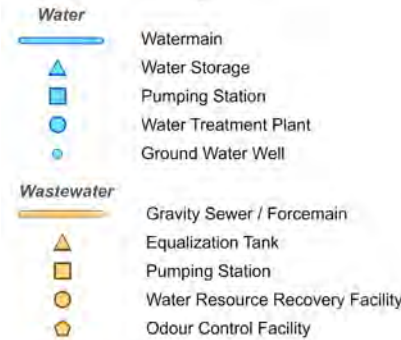 Water
Watermain
Water Storage
Pumping Station
Water Treatment Plant
Ground Water Well
Wastewater
Gravity Sewer / Forcemain
Equalization Tank
Pumping Station
Water Resource Recovery Facility
Odour Control Facility